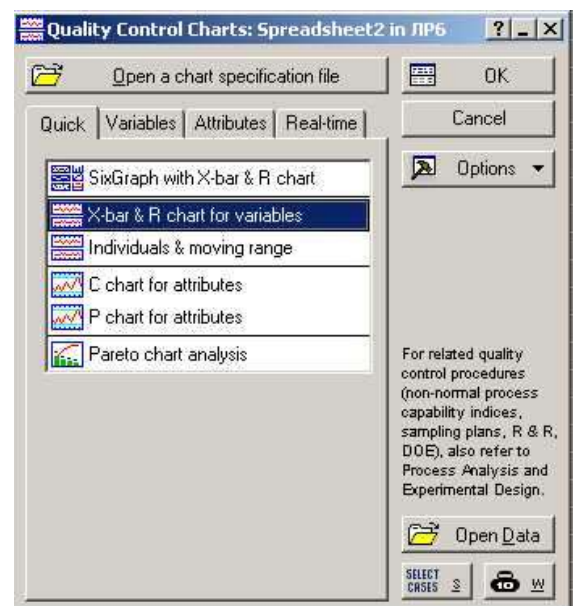 Quality Control Charts: Spreadsheet2 in ЛР6
Open a chart specification file
OK
Quick
Variables
Attributes
Real-time
Cancel
Options
SixGraph with X-bar & R chart
X-bar & R chart for variables
Individuals & moving range
C chart for attributes
P chart for attributes
Pareto chart analysis
For related quality
control procedures
(non-normal process
capability indices,
sampling plans, R & R,
DOE), also refer to
Process Analysis and
Experimental Design.
Open Data
SELECT
CASES
S
W